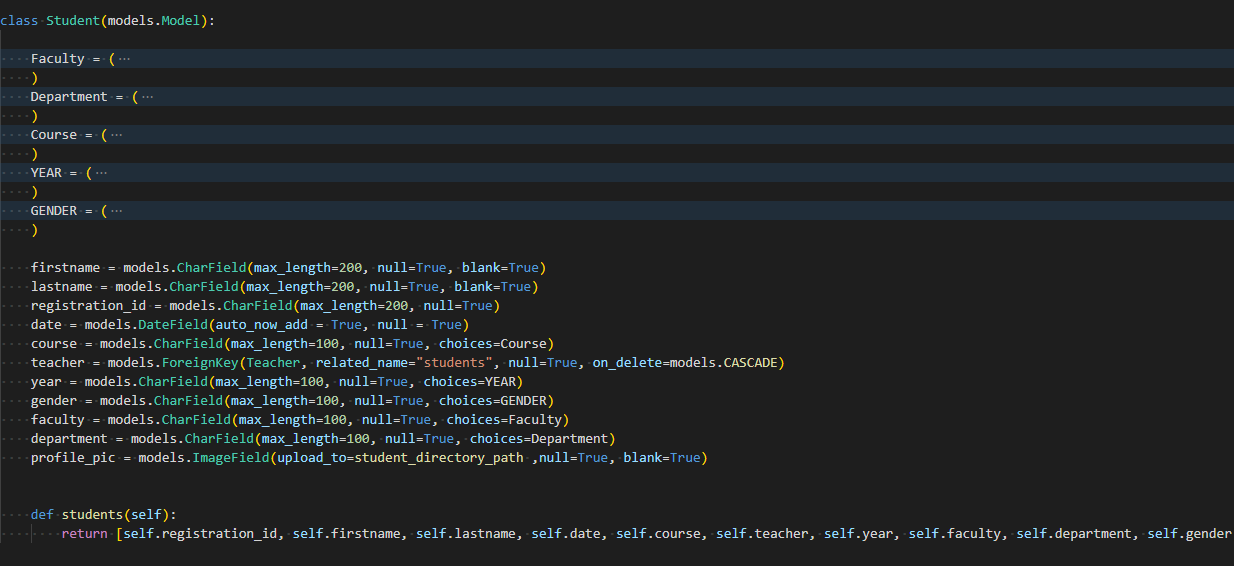 class Student(models.Model):
    Faculty = (…
    )
    Department = (…
    )
    Course = (…
    )
    YEAR = (…
    )
    GENDER = (…
    )
    firstname = models.CharField(max_length=200, null=True, blank=True)
    lastname = models.CharField(max_length=200, null=True, blank=True)
    registration_id = models.CharField(max_length=200, null=True)
    date = models.DateField(auto_now_add = True, null = True)
    course = models.CharField(max_length=100, null=True, choices=Course)
    teacher = models.ForeignKey(Teacher, related_name="students", null=True, on_delete=models.CASCADE)
    year = models.CharField(max_length=100, null=True, choices=YEAR)
    gender = models.CharField(max_length=100, null=True, choices=GENDER)
    faculty = models.CharField(max_length=100, null=True, choices=Faculty)
    department = models.CharField(max_length=100, null=True, choices=Department)
    profile_pic = models.ImageField(upload_to=student_directory_path ,null=True, blank=True)
    def students(self):
        return [self.registration_id, self.firstname, self.lastname, self.date, self.course, self.teacher, self.year, self.faculty, self.department, self.gender